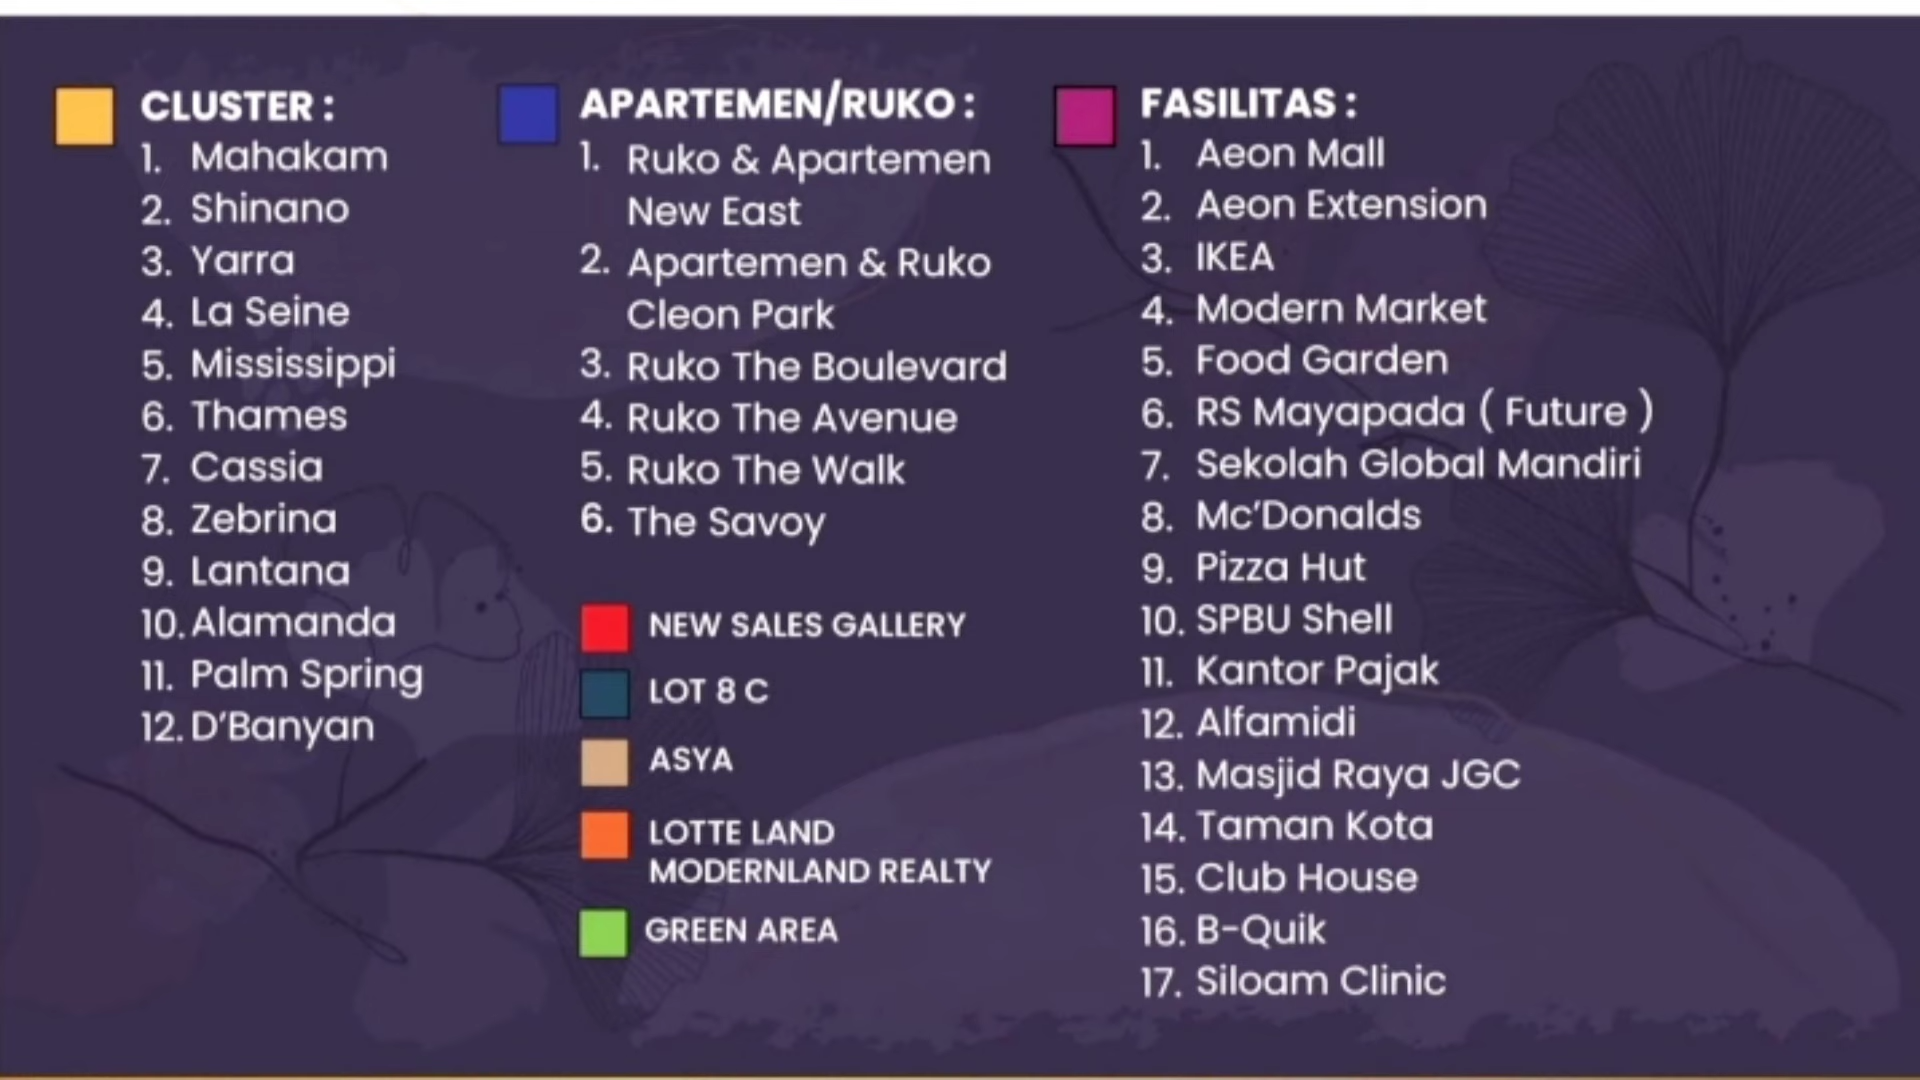 CLUSTER :
1. Mahakam
2. Shinano
3. Yarra
4. La Seine
5. Mississippi
6. Thames
7. Cassia
8. Zebrina
9. Lantana
10. Alamanda
11. Palm Spring
12. D'Banyan
APARTEMEN/RUKO :
1. Ruko & Apartemen
New East
2. Apartemen & Ruko
Cleon Park
3. Ruko The Boulevard
4. Ruko The Avenue
5. Ruko The Walk
6. The Savoy
NEW SALES GALLERY
LOT 8 C
ASYA
LOTTE LAND
MODERNLAND REALTY
GREEN AREA
FASILITAS :
1. Aeon Mall
2. Aeon Extension
3. IKEA
4. Modern Market
5. Food Garden
6. RS Mayapada ( Future )
7. Sekolah Global Mandiri
8. Mc'Donalds
9. Pizza Hut
10. SPBU Shell
11. Kantor Pajak
12. Alfamidi
13. Masjid Raya JGC
14. Taman Kota
15. Club House
16. B-Quik
17. Siloam Clinic